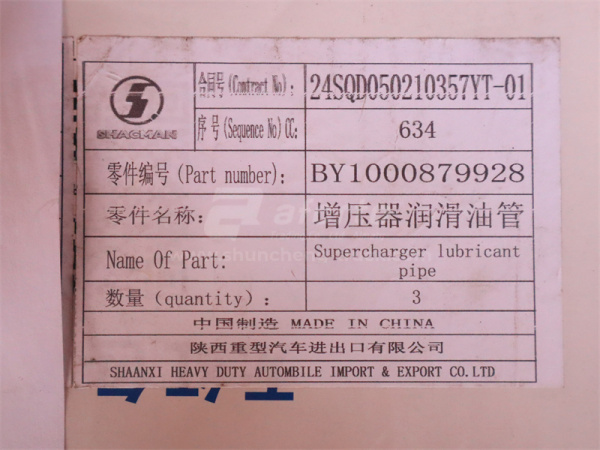 合同号(Contract No): 24SQD050210357YT-01
SHACMAN
序号(Sequence No)CC: 634
零件编号(Part number): BY1000879928
零件名称: 增压器润滑油管
Name Of Part: Supercharger lubricant
pipe
数量(quantity): 3
中国制造 MADE IN CHINA
陕西重型汽车进出口有限公司
SHAANXI HEAVY DUTY AUTOMBILE IMPORT & EXPORT CO.LTD